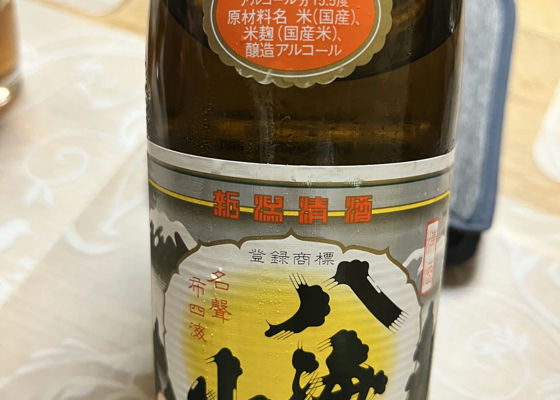 アルコール分15.5度
原材料名 米(国産)、
米麹(国産米)、
醸造アルコール
新潟清酒
登録商標
名聲
布四海
八海
山